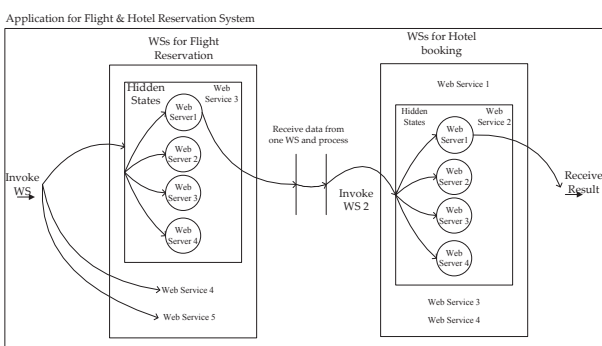 Application for Flight & Hotel Reservation System
WSs for Flight
Reservation
Hidden
States
Web
Service 3
Web
Server1
Web
Server 2
Web
Server 3
Web
Server 4
Web Service 4
Web Service 5
Invoke
WS
Receive data from
one WS and process
Invoke
WS 2
WSs for Hotel
booking
Web Service 1
Hidden
States
Web
Service 2
Web
Server1
Web
Server 2
Web
Server 3
Web
Server 4
Web Service 3
Web Service 4
Receive
Result